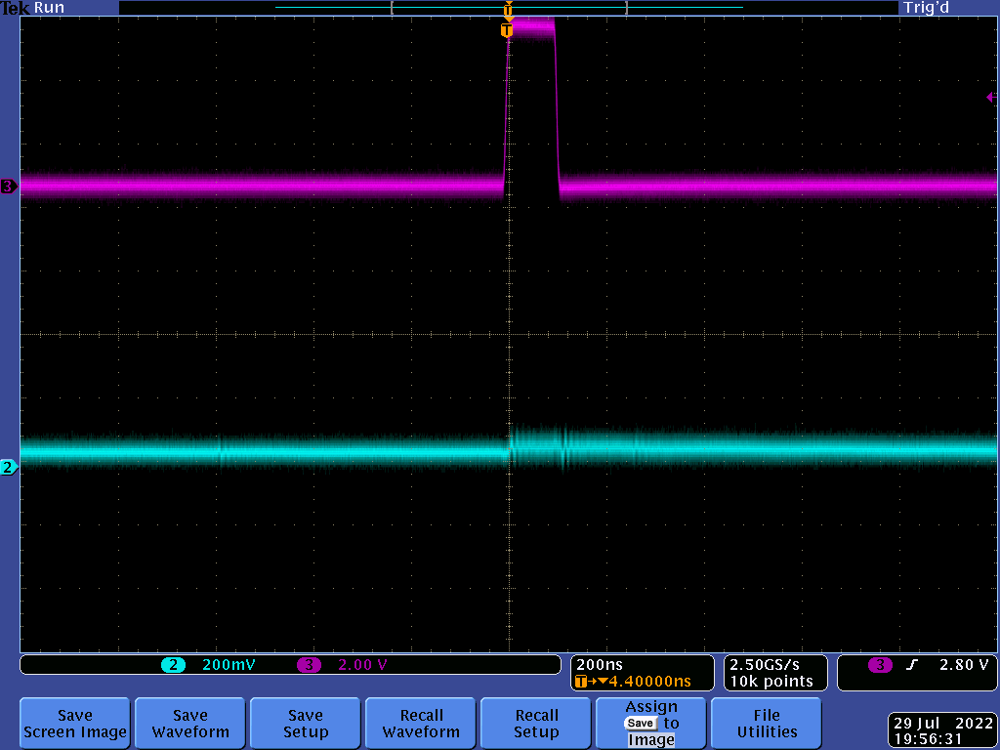 Tek Run Trig'd
T
T
3
2
2 200mV 3 2.00 V 200ns 2.50GS/s 3 2.80 V
T→▼4.40000ns 10k points
Save Screen Image
Save Waveform
Save Setup
Recall Waveform
Recall Setup
Assign Save to Image
File Utilities
29 Jul 2022
19:56:31